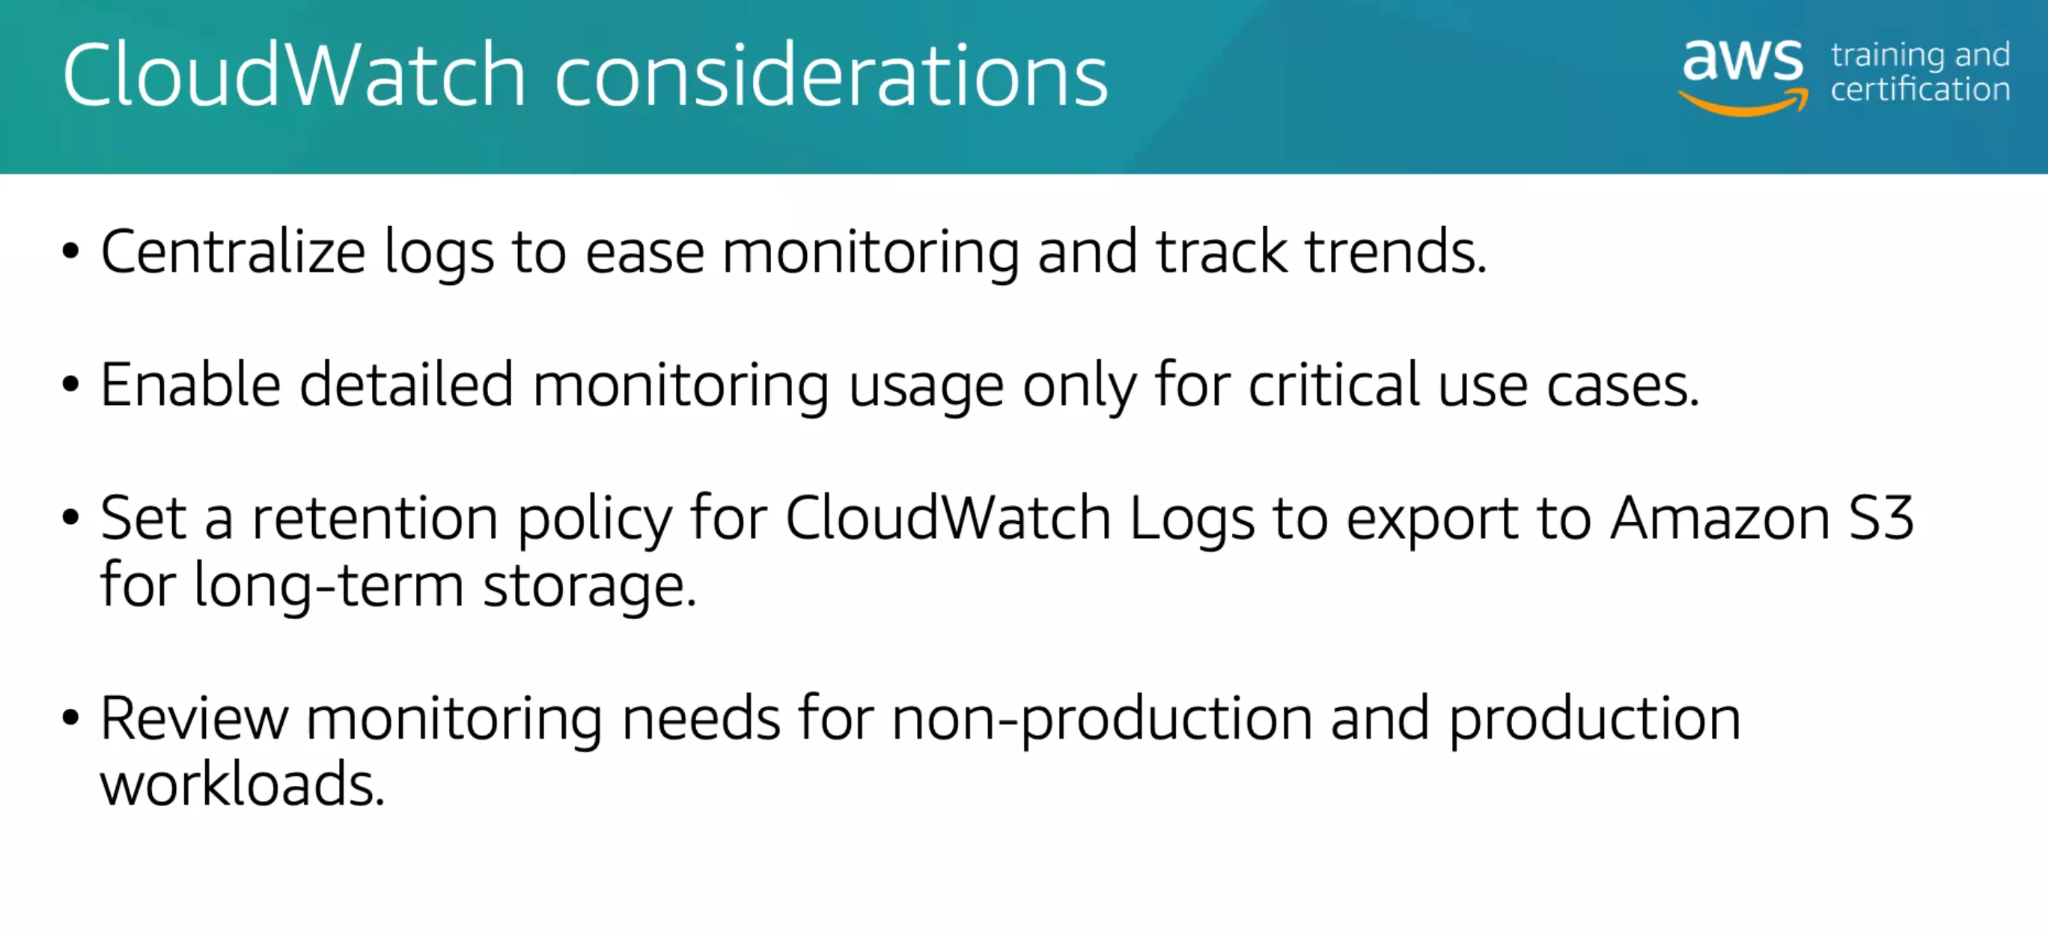 CloudWatch considerations
aws training and
certification
• Centralize logs to ease monitoring and track trends.
• Enable detailed monitoring usage only for critical use cases.
• Set a retention policy for CloudWatch Logs to export to Amazon S3
for long-term storage.
• Review monitoring needs for non-production and production
workloads.